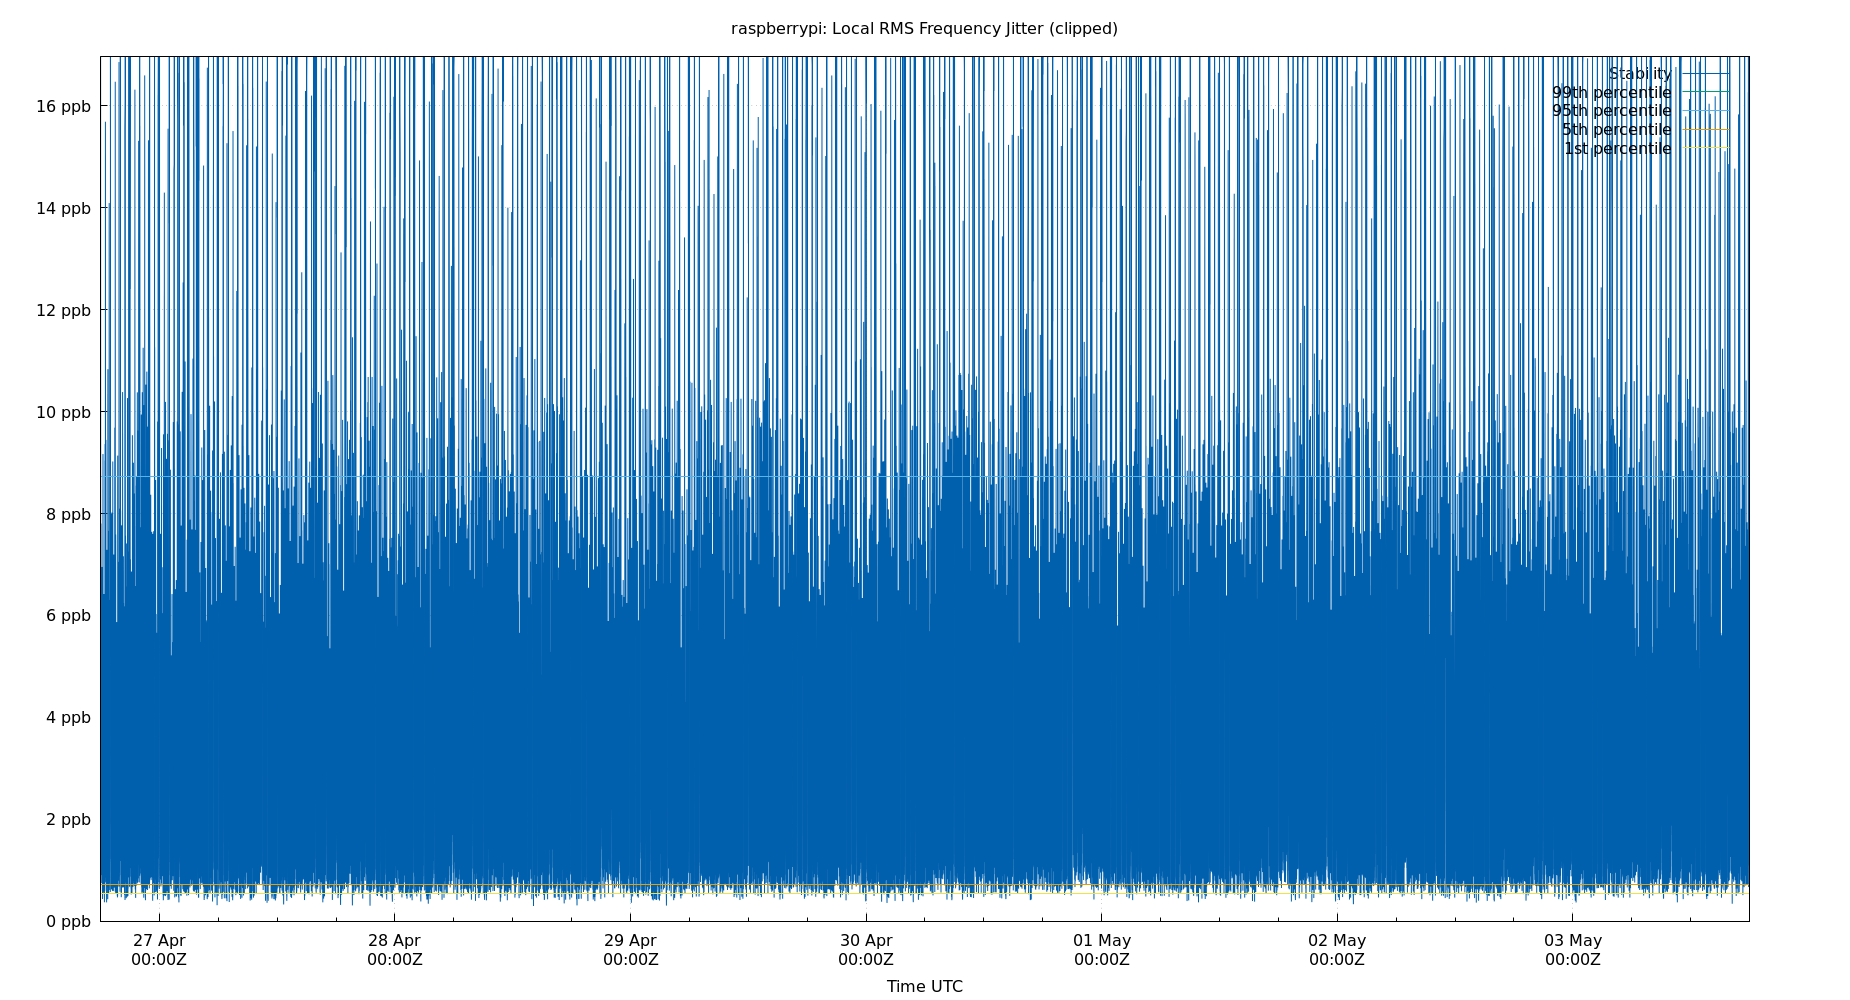 raspberrypi: Local RMS Frequency Jitter (clipped)
Stability
99th percentile
95th percentile
5th percentile
1st percentile
16 ppb
14 ppb
12 ppb
10 ppb
8 ppb
6 ppb
4 ppb
2 ppb
0 ppb
27 Apr 28 Apr 29 Apr 30 Apr 01 May 02 May 03 May
00:00Z 00:00Z 00:00Z 00:00Z 00:00Z 00:00Z 00:00Z
Time UTC